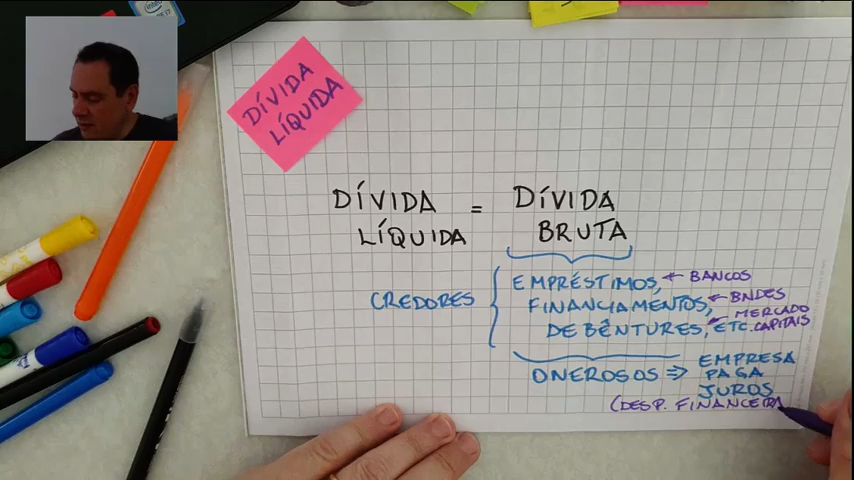 DÍVIDA
LÍQUIDA
DÍVIDA = DÍVIDA
LÍQUIDA BRUTA
EMPRÉSTIMOS, ← BANCOS
CREDORES { FINANCIAMENTOS, ← BNDES
DEBÊNTURES, ETC. ← MERCADO CAPITAIS
ONEROSOS ⇒ EMPRESA
PAGA
JUROS
(DESP. FINANCEIRA